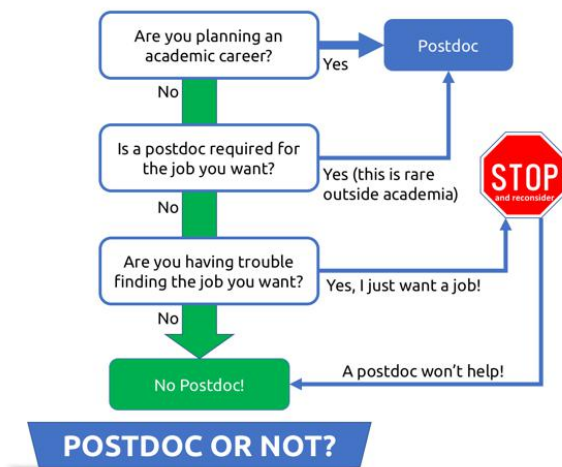 Are you planning an
academic career?
Yes
Postdoc
No
Is a postdoc required for
the job you want?
Yes (this is rare
outside academia)
STOP
and reconsider
No
Are you having trouble
finding the job you want?
Yes, I just want a job!
No
No Postdoc!
A postdoc won't help!
POSTDOC OR NOT?